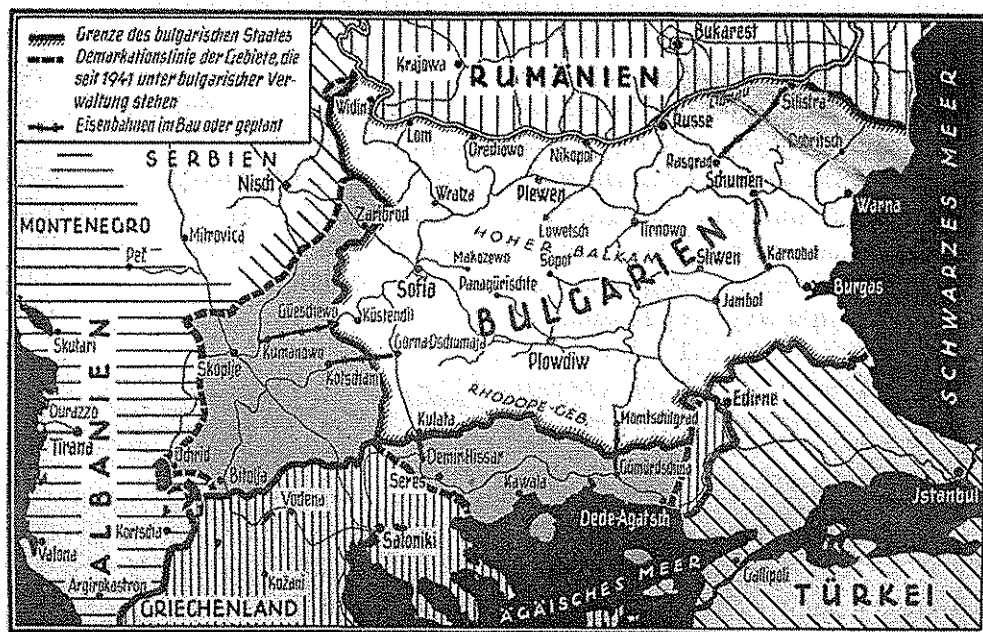 Grenze des bulgarischen Staates
Demarkationslinie der Gebiete, die
seit 1941 unter bulgarischer Ver-
waltung stehen
Eisenbahnen im Bau oder geplant
Bukarest
Krajowa
RUMÄNIEN
Widin
Lom
Orechowo
Nikopol
Russe
Silistra
Dobritsch
Rasgrad
SERBIEN
Nisch
Wratza
Plewen
Schumen
Warna
MONTENEGRO
Zaribrod
Lowetsch
Tirnowo
Mitrovica
HOHER BALKAN
Pet
Makozewo
Sopot
Sliwen
Karnobat
Sofia
Panagürischte
BULGARIEN
Burgas
Gueschewo
Küstendil
Jambol
Skutari
Kumanowo
Gorna-Dschumaja
Plowdiw
Skoplje
Kotschani
SCHWARZES MEER
Durazzo
Tirana
ALBANIEN
RHODOPE-GEB.
Kulata
Momtschilgrad
Edirne
Ochrid
Bitolja
Demir-Hissar
Gümürdschina
Seres
Kawala
Vodena
Dede-Agatsch
Istanbul
Kortscha
Saloniki
Valona
Kozani
Gallipoli
Argirokastron
GRIECHENLAND
ÄGÄISCHES MEER
TÜRKEI